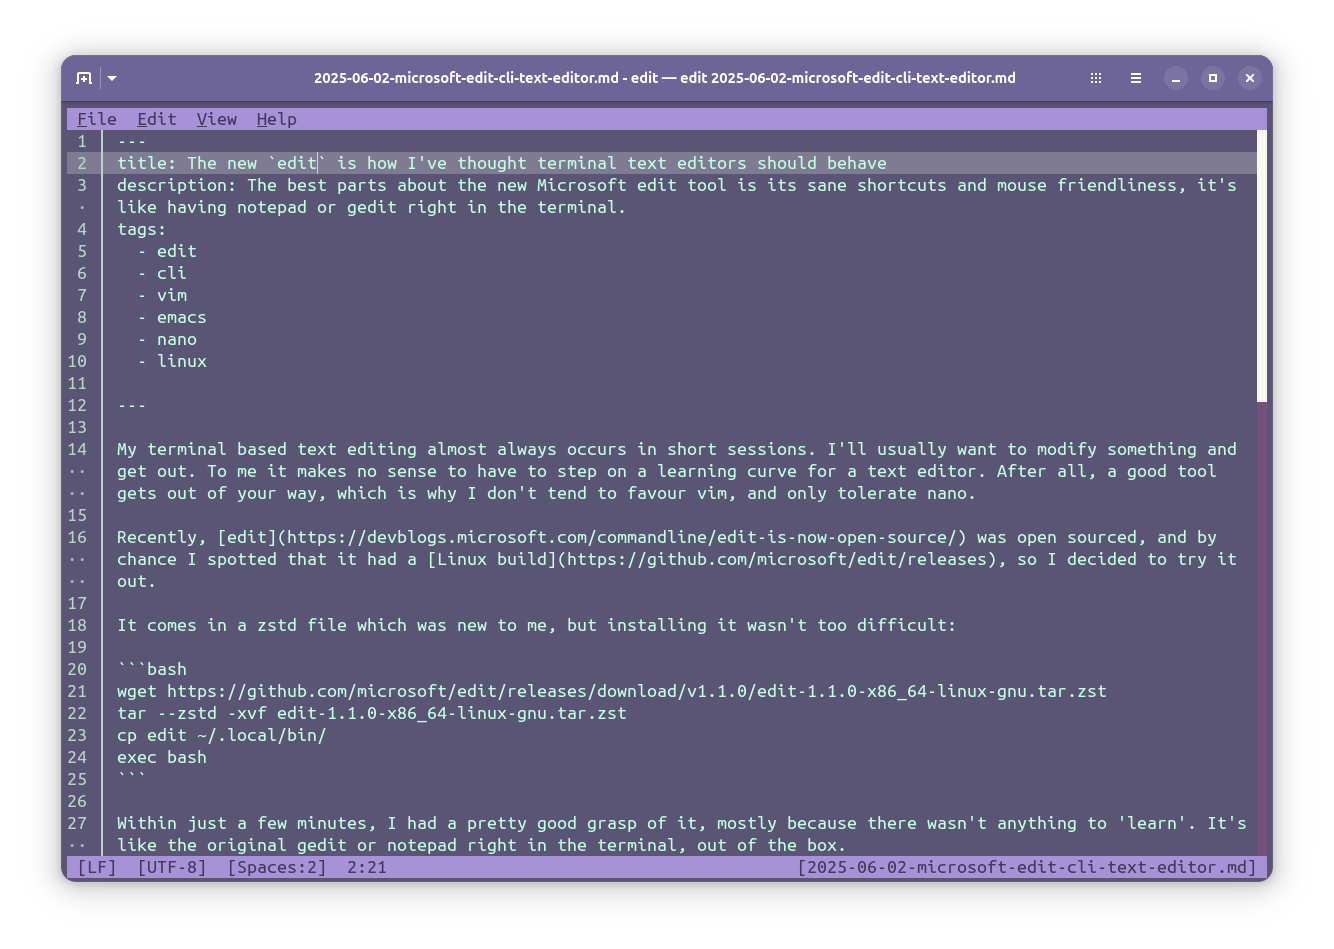 2025-06-02-microsoft-edit-cli-text-editor.md - edit — edit 2025-06-02-microsoft-edit-cli-text-editor.md
File Edit View Help
1 ---
2 title: The new `edit` is how I've thought terminal text editors should behave
3 description: The best parts about the new Microsoft edit tool is its sane shortcuts and mouse friendliness, it's
· like having notepad or gedit right in the terminal.
4 tags:
5   - edit
6   - cli
7   - vim
8   - emacs
9   - nano
10   - linux
11
12 ---
13
14 My terminal based text editing almost always occurs in short sessions. I'll usually want to modify something and
·· get out. To me it makes no sense to have to step on a learning curve for a text editor. After all, a good tool
·· gets out of your way, which is why I don't tend to favour vim, and only tolerate nano.
15
16 Recently, [edit](https://devblogs.microsoft.com/commandline/edit-is-now-open-source/) was open sourced, and by
·· chance I spotted that it had a [Linux build](https://github.com/microsoft/edit/releases), so I decided to try it
·· out.
17
18 It comes in a zstd file which was new to me, but installing it wasn't too difficult:
19
20 ```bash
21 wget https://github.com/microsoft/edit/releases/download/v1.1.0/edit-1.1.0-x86_64-linux-gnu.tar.zst
22 tar --zstd -xvf edit-1.1.0-x86_64-linux-gnu.tar.zst
23 cp edit ~/.local/bin/
24 exec bash
25 ```
26
27 Within just a few minutes, I had a pretty good grasp of it, mostly because there wasn't anything to 'learn'. It's
·· like the original gedit or notepad right in the terminal, out of the box.
[LF] [UTF-8] [Spaces:2] 2:21 [2025-06-02-microsoft-edit-cli-text-editor.md]